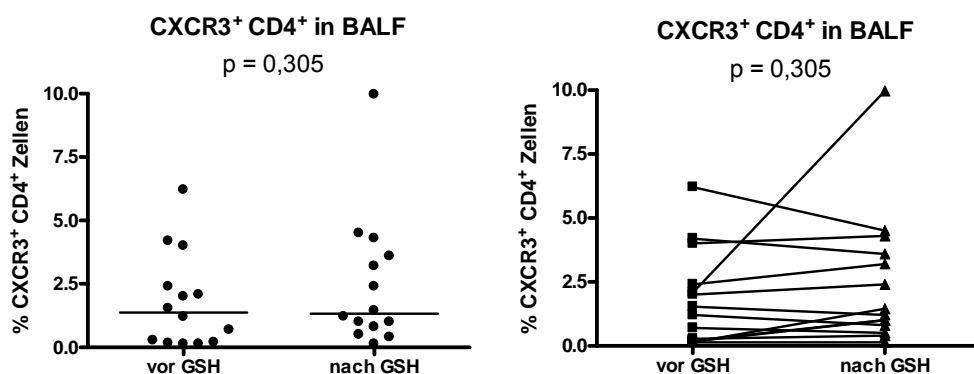 CXCR3⁺ CD4⁺ in BALF
p = 0,305
% CXCR3⁺ CD4⁺ Zellen
10.0
7.5
5.0
2.5
0.0
vor GSH
nach GSH
CXCR3⁺ CD4⁺ in BALF
p = 0,305
% CXCR3⁺ CD4⁺ Zellen
10.0
7.5
5.0
2.5
0.0
vor GSH
nach GSH